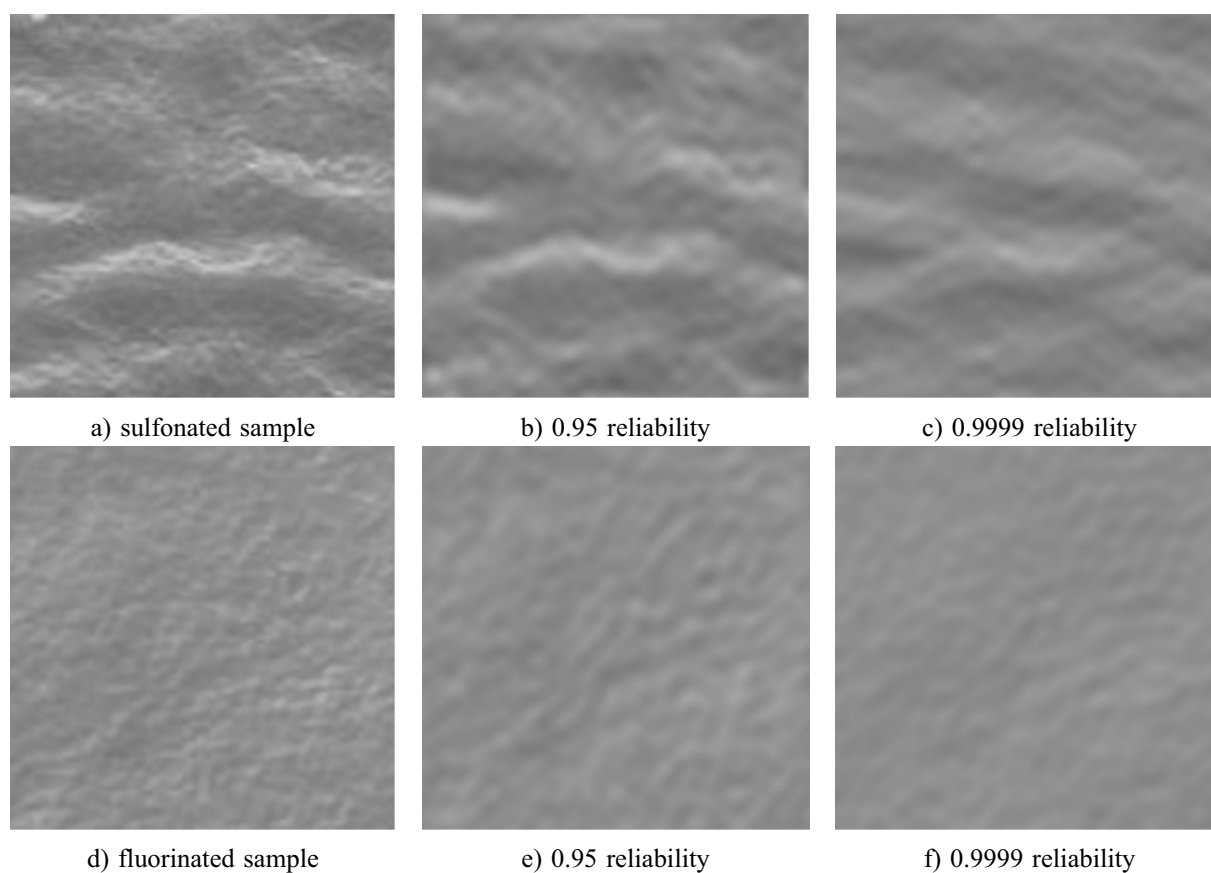 a) sulfonated sample
b) 0.95 reliability
c) 0.9999 reliability
d) fluorinated sample
e) 0.95 reliability
f) 0.9999 reliability